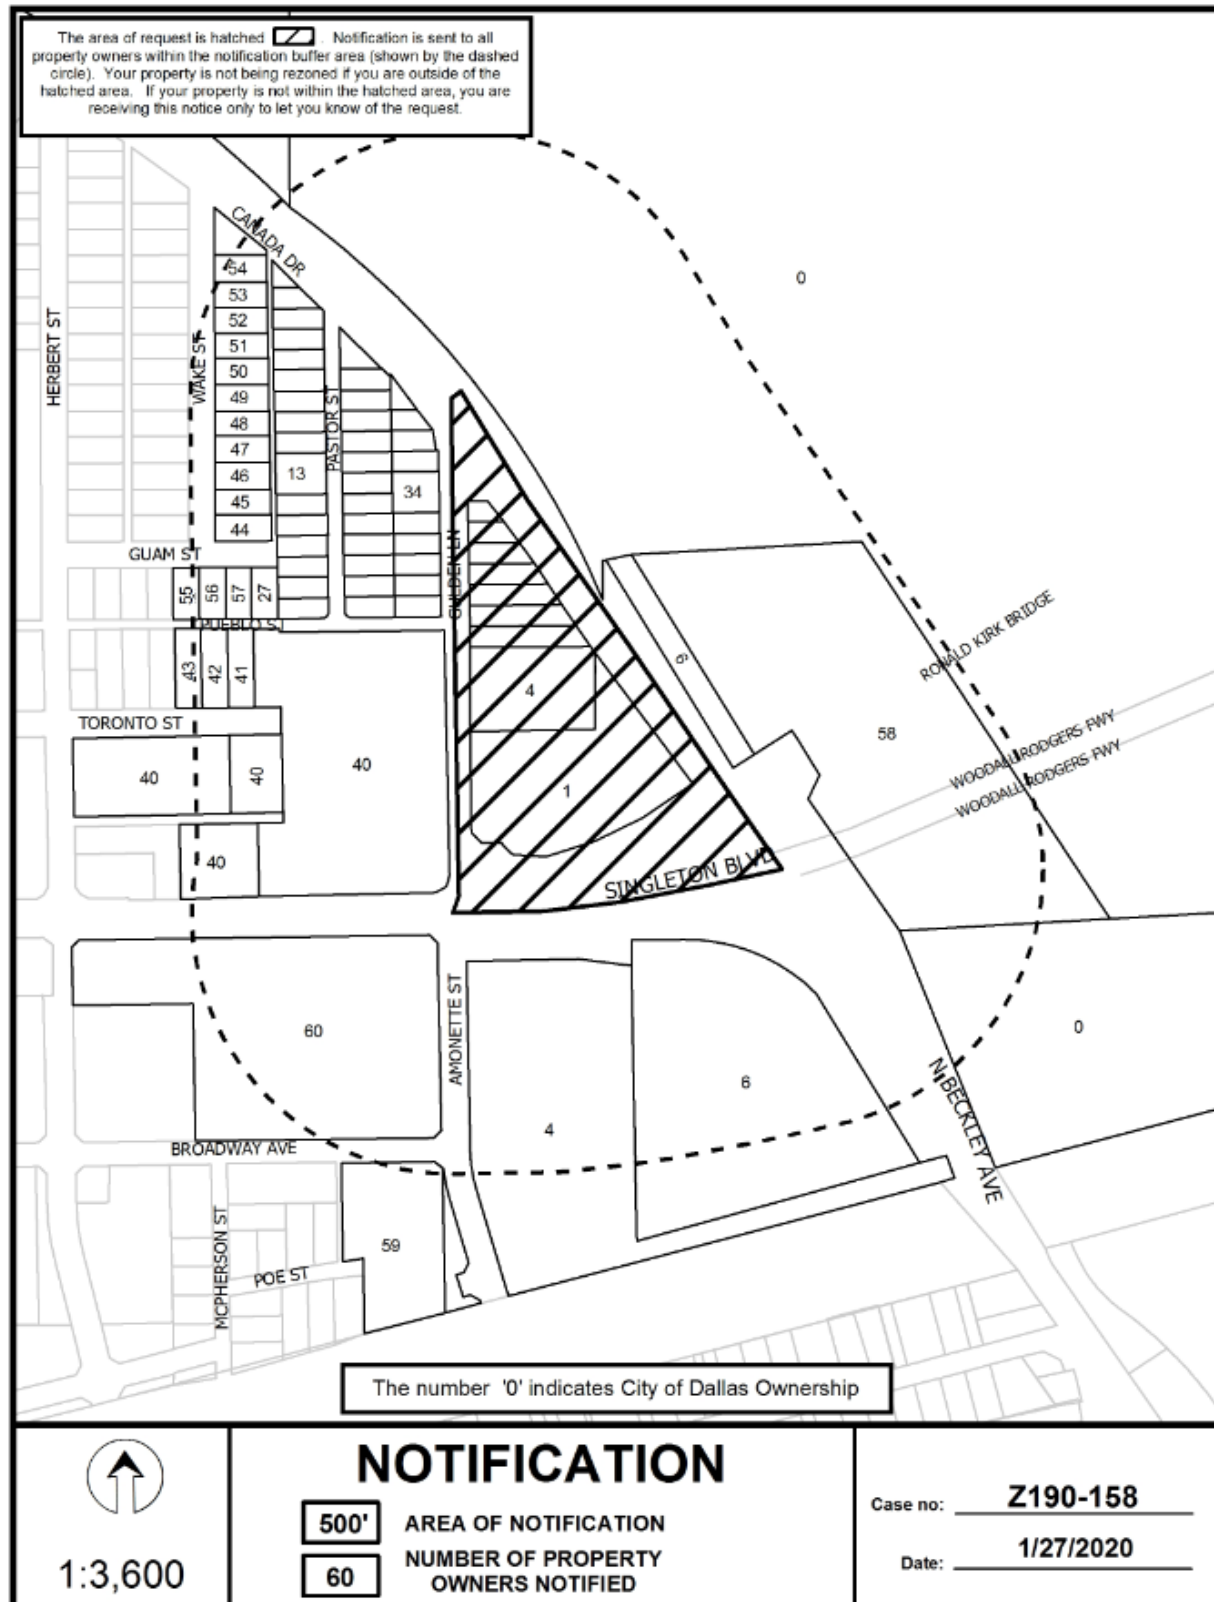 The area of request is hatched . Notification is sent to all
property owners within the notification buffer area (shown by the dashed
circle). Your property is not being rezoned if you are outside of the
hatched area. If your property is not within the hatched area, you are
receiving this notice only to let you know of the request.
CANADA DR
54
53
52
51
50
49
48
47
46
45
44
0
HERBERT ST
WAKE ST
PASTOR ST
13
34
GULDEN LN
GUAM ST
55
56
57
27
PUEBLO ST
43
42
41
TORONTO ST
40
40
40
40
4
1
6
58
RONALD KIRK BRIDGE
WOODALL RODGERS FWY
WOODALL RODGERS FWY
SINGLETON BLVD
60
AMONETTE ST
4
6
0
N BECKLEY AVE
BROADWAY AVE
MCPHERSON ST
POE ST
59
The number '0' indicates City of Dallas Ownership
1:3,600
NOTIFICATION
500' AREA OF NOTIFICATION
60 NUMBER OF PROPERTY
OWNERS NOTIFIED
Case no: Z190-158
Date: 1/27/2020